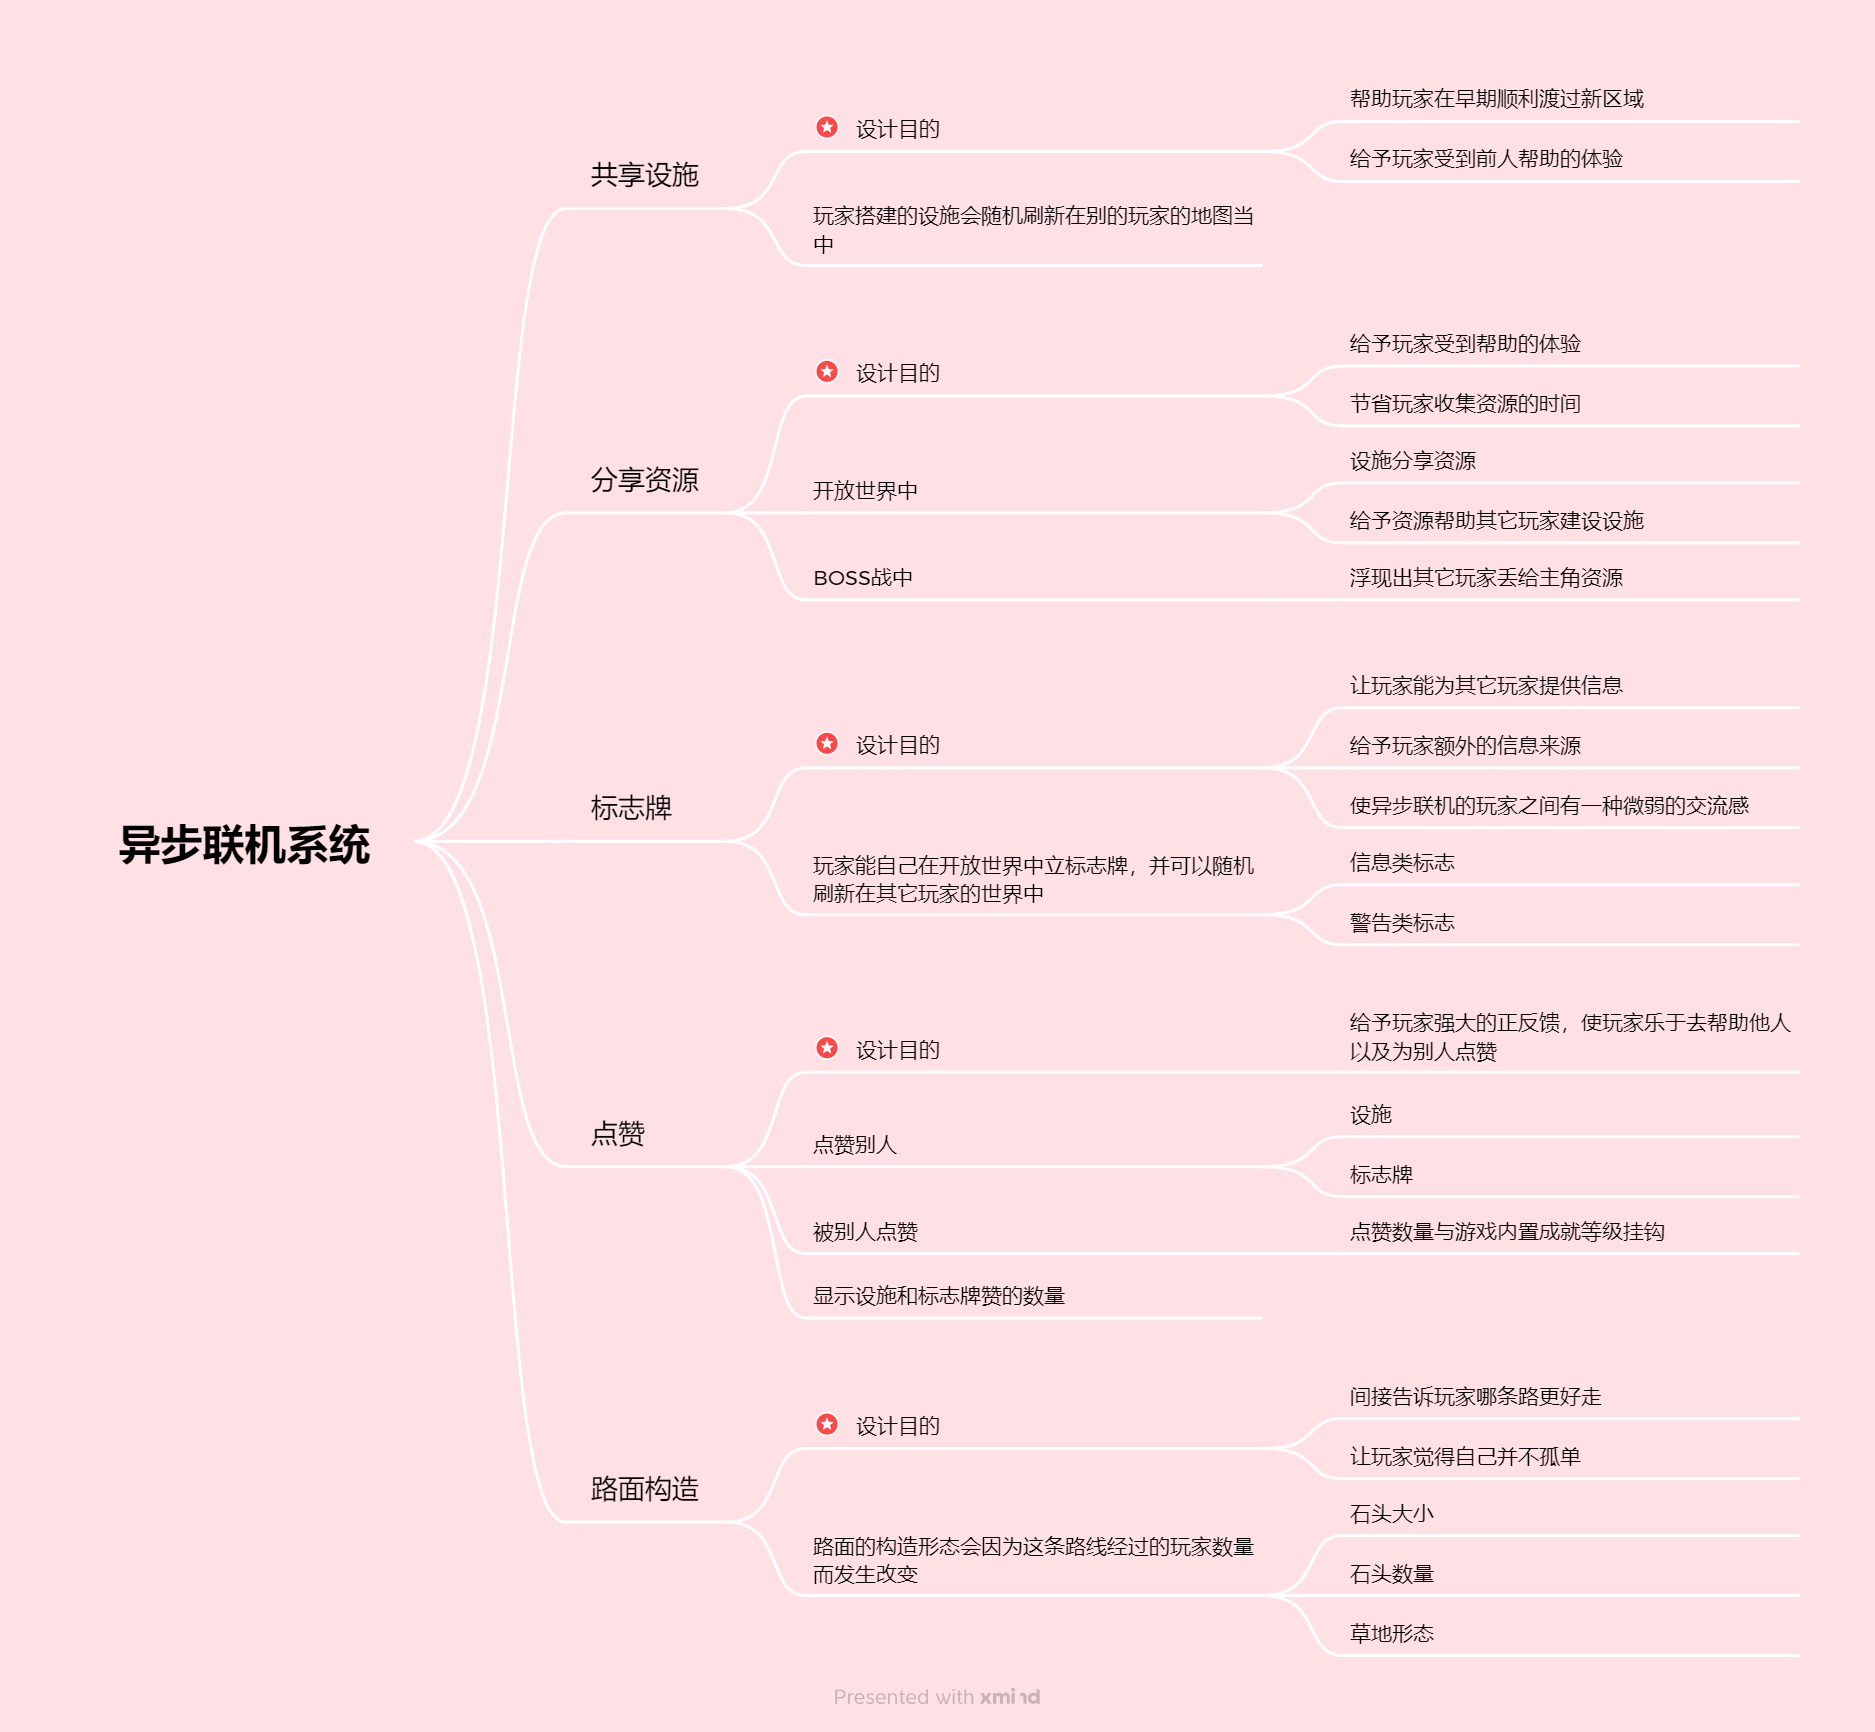 异步联机系统
共享设施
设计目的
帮助玩家在早期顺利渡过新区域
给予玩家受到前人帮助的体验
玩家搭建的设施会随机刷新在别的玩家的地图当
中
分享资源
设计目的
给予玩家受到帮助的体验
节省玩家收集资源的时间
开放世界中
设施分享资源
给予资源帮助其它玩家建设设施
BOSS战中
浮现出其它玩家丢给主角资源
标志牌
设计目的
让玩家能为其它玩家提供信息
给予玩家额外的信息来源
使异步联机的玩家之间有一种微弱的交流感
玩家能自己在开放世界中立标志牌，并可以随机
刷新在其它玩家的世界中
信息类标志
警告类标志
点赞
设计目的
给予玩家强大的正反馈，使玩家乐于去帮助他人
以及为别人点赞
点赞别人
设施
标志牌
被别人点赞
点赞数量与游戏内置成就等级挂钩
显示设施和标志牌赞的数量
路面构造
设计目的
间接告诉玩家哪条路更好走
让玩家觉得自己并不孤单
路面的构造形态会因为这条路线经过的玩家数量
而发生改变
石头大小
石头数量
草地形态
Presented with xmind